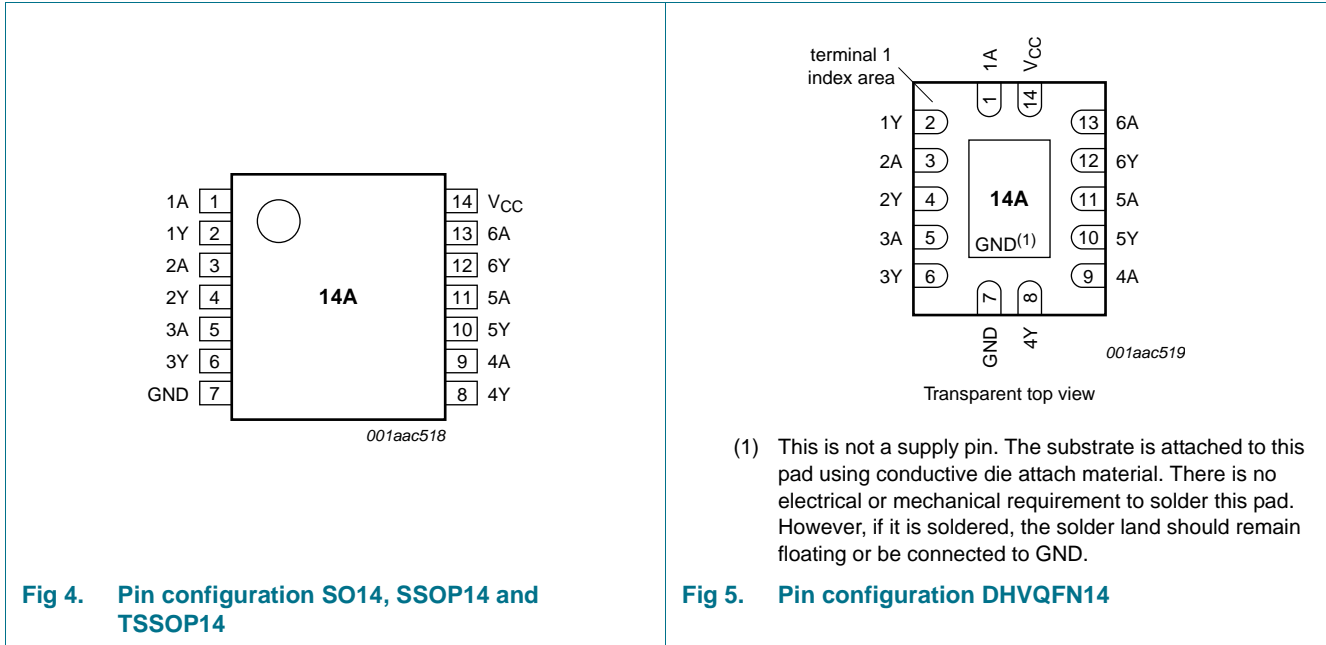 1A 1
1Y 2
2A 3
2Y 4
3A 5
3Y 6
GND 7
14A
14 VCC
13 6A
12 6Y
11 5A
10 5Y
9 4A
8 4Y
001aac518
Fig 4. Pin configuration SO14, SSOP14 and
TSSOP14
terminal 1
index area
1A
VCC
1
14
1Y 2
2A 3
2Y 4
3A 5
3Y 6
14A
GND(1)
13 6A
12 6Y
11 5A
10 5Y
9 4A
7
8
GND
4Y
001aac519
Transparent top view
(1) This is not a supply pin. The substrate is attached to this
pad using conductive die attach material. There is no
electrical or mechanical requirement to solder this pad.
However, if it is soldered, the solder land should remain
floating or be connected to GND.
Fig 5. Pin configuration DHVQFN14